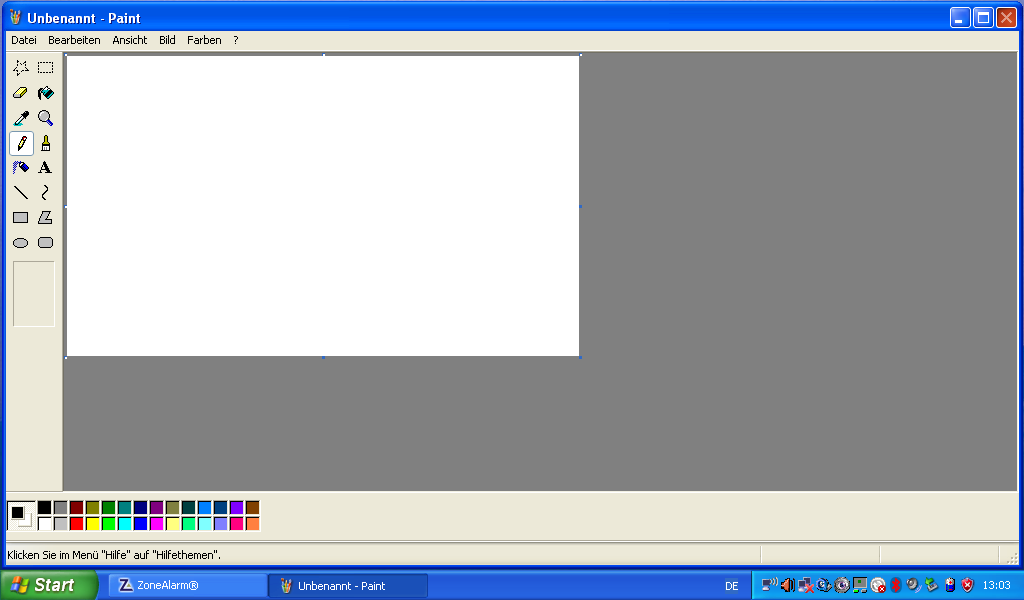 Unbenannt - Paint
Datei Bearbeiten Ansicht Bild Farben ?
A
Klicken Sie im Menü "Hilfe" auf "Hilfethemen".
Start ZoneAlarm® Unbenannt - Paint DE 13:03